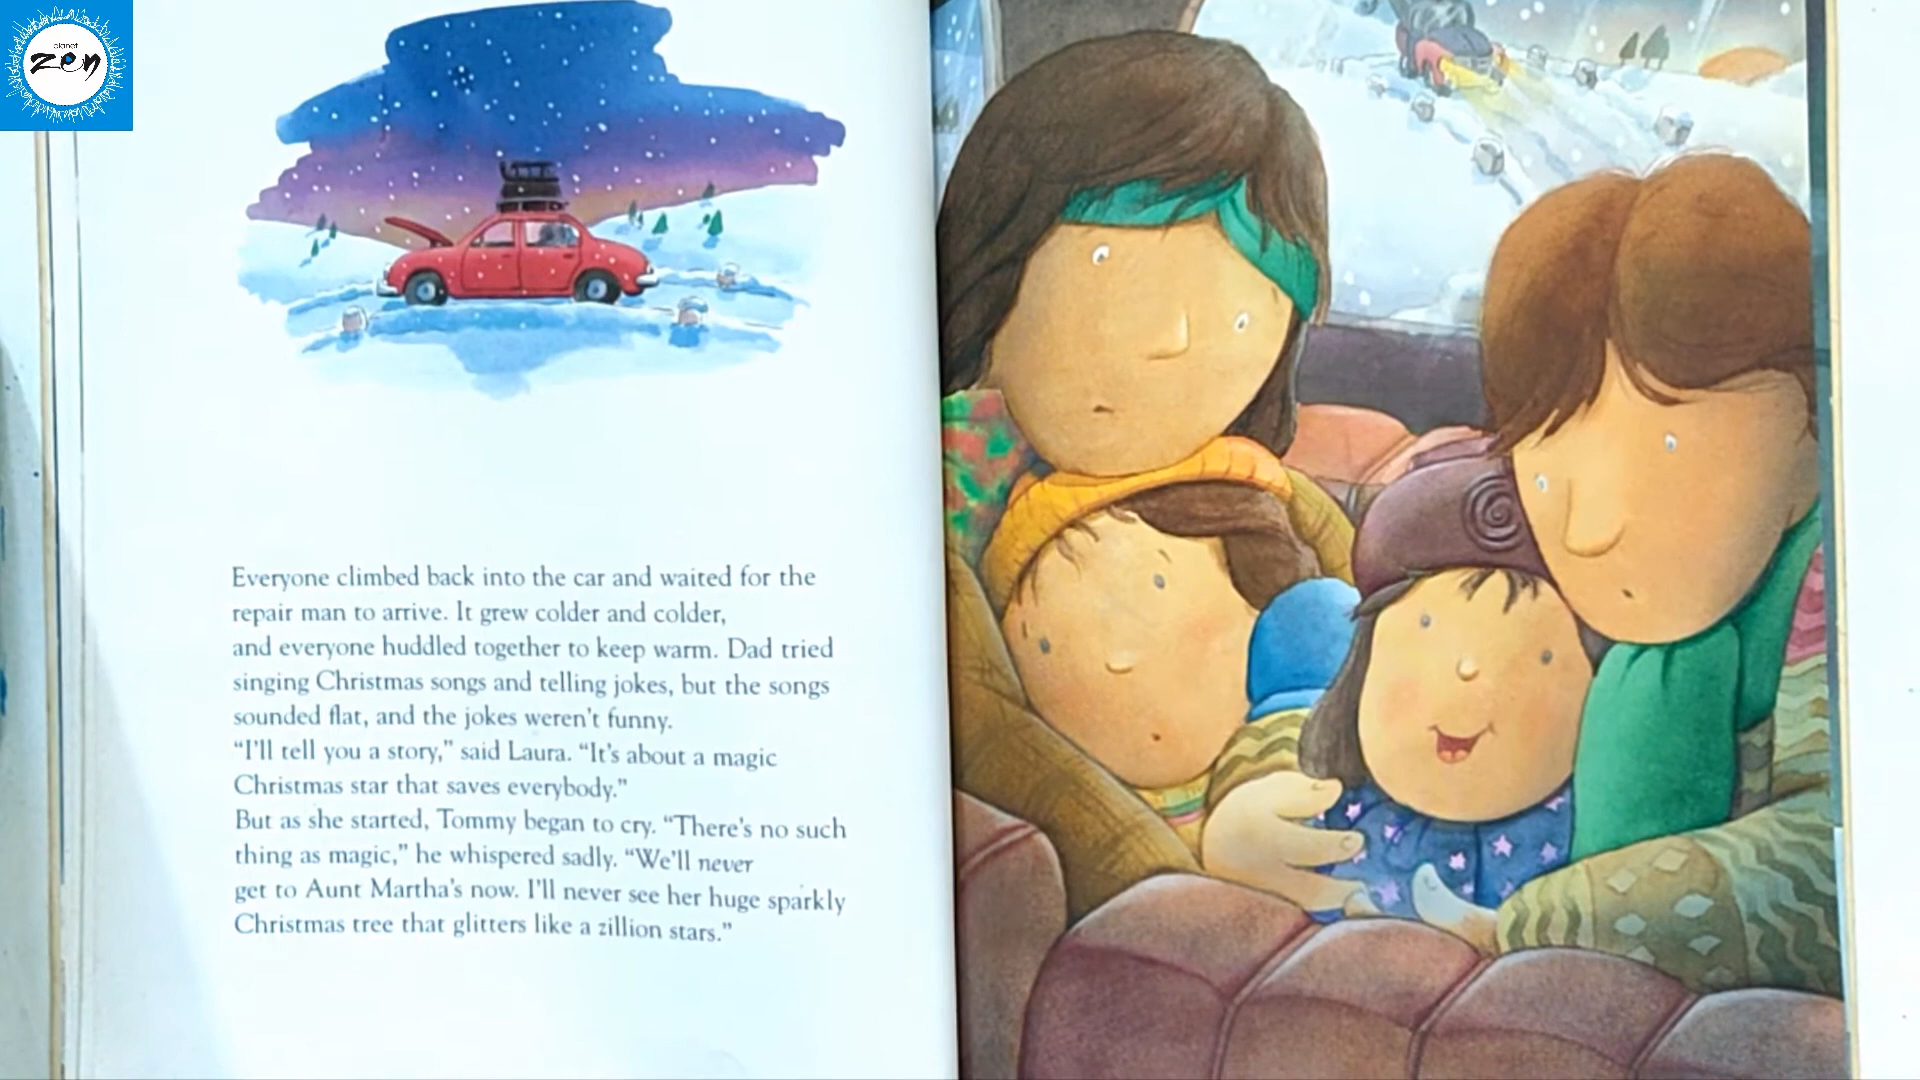 planet
zen
Everyone climbed back into the car and waited for the
repair man to arrive. It grew colder and colder,
and everyone huddled together to keep warm. Dad tried
singing Christmas songs and telling jokes, but the songs
sounded flat, and the jokes weren't funny.
“I'll tell you a story,” said Laura. “It's about a magic
Christmas star that saves everybody.”
But as she started, Tommy began to cry. “There's no such
thing as magic,” he whispered sadly. “We'll never
get to Aunt Martha's now. I'll never see her huge sparkly
Christmas tree that glitters like a zillion stars.”